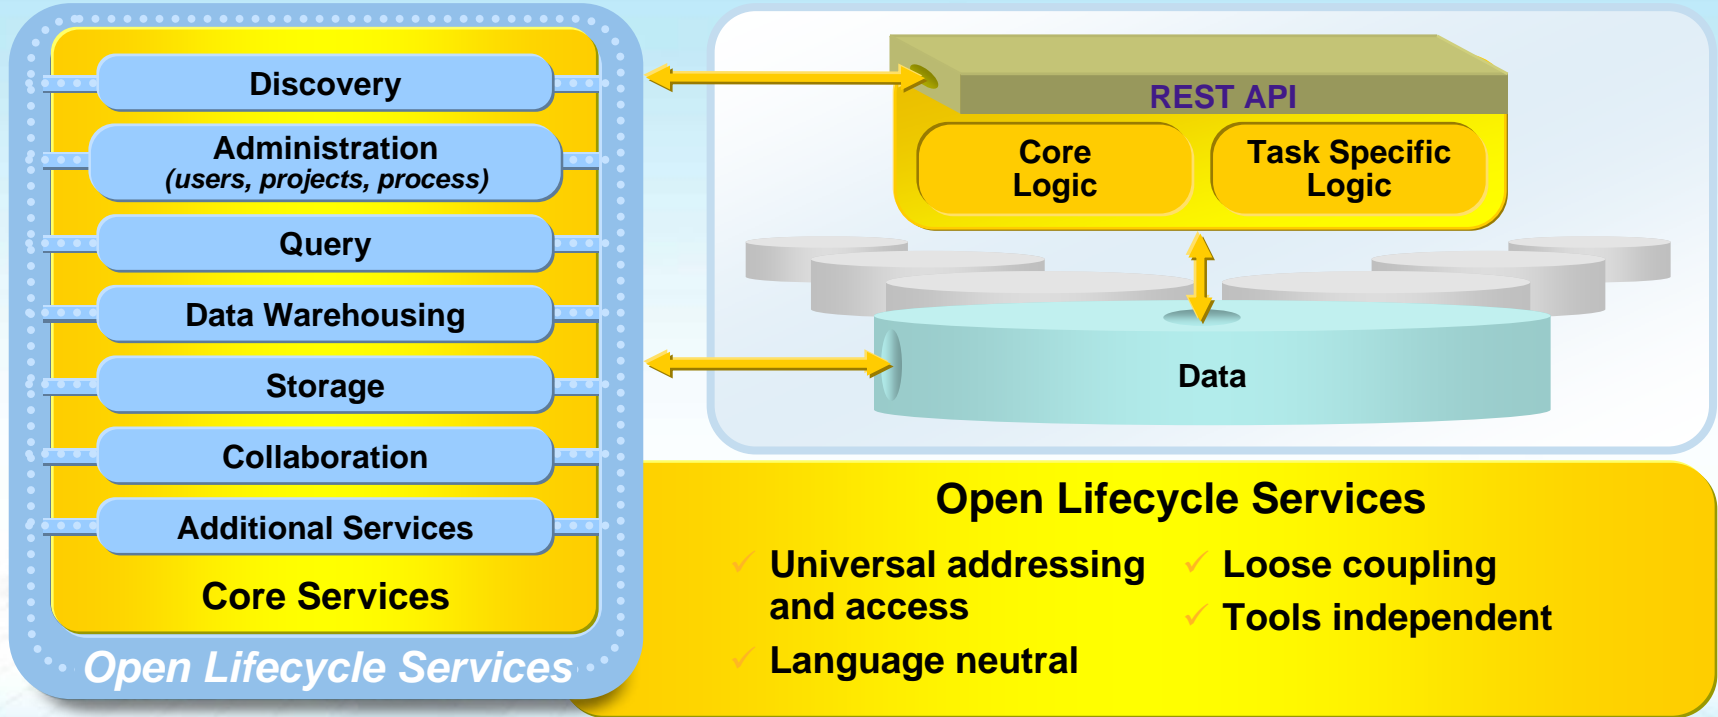 Discovery
Administration
(users, projects, process)
Query
Data Warehousing
Storage
Collaboration
Additional Services
Core Services
Open Lifecycle Services
REST API
Core
Logic
Task Specific
Logic
Data
Open Lifecycle Services
✓ Universal addressing
and access
✓ Language neutral
✓ Loose coupling
✓ Tools independent